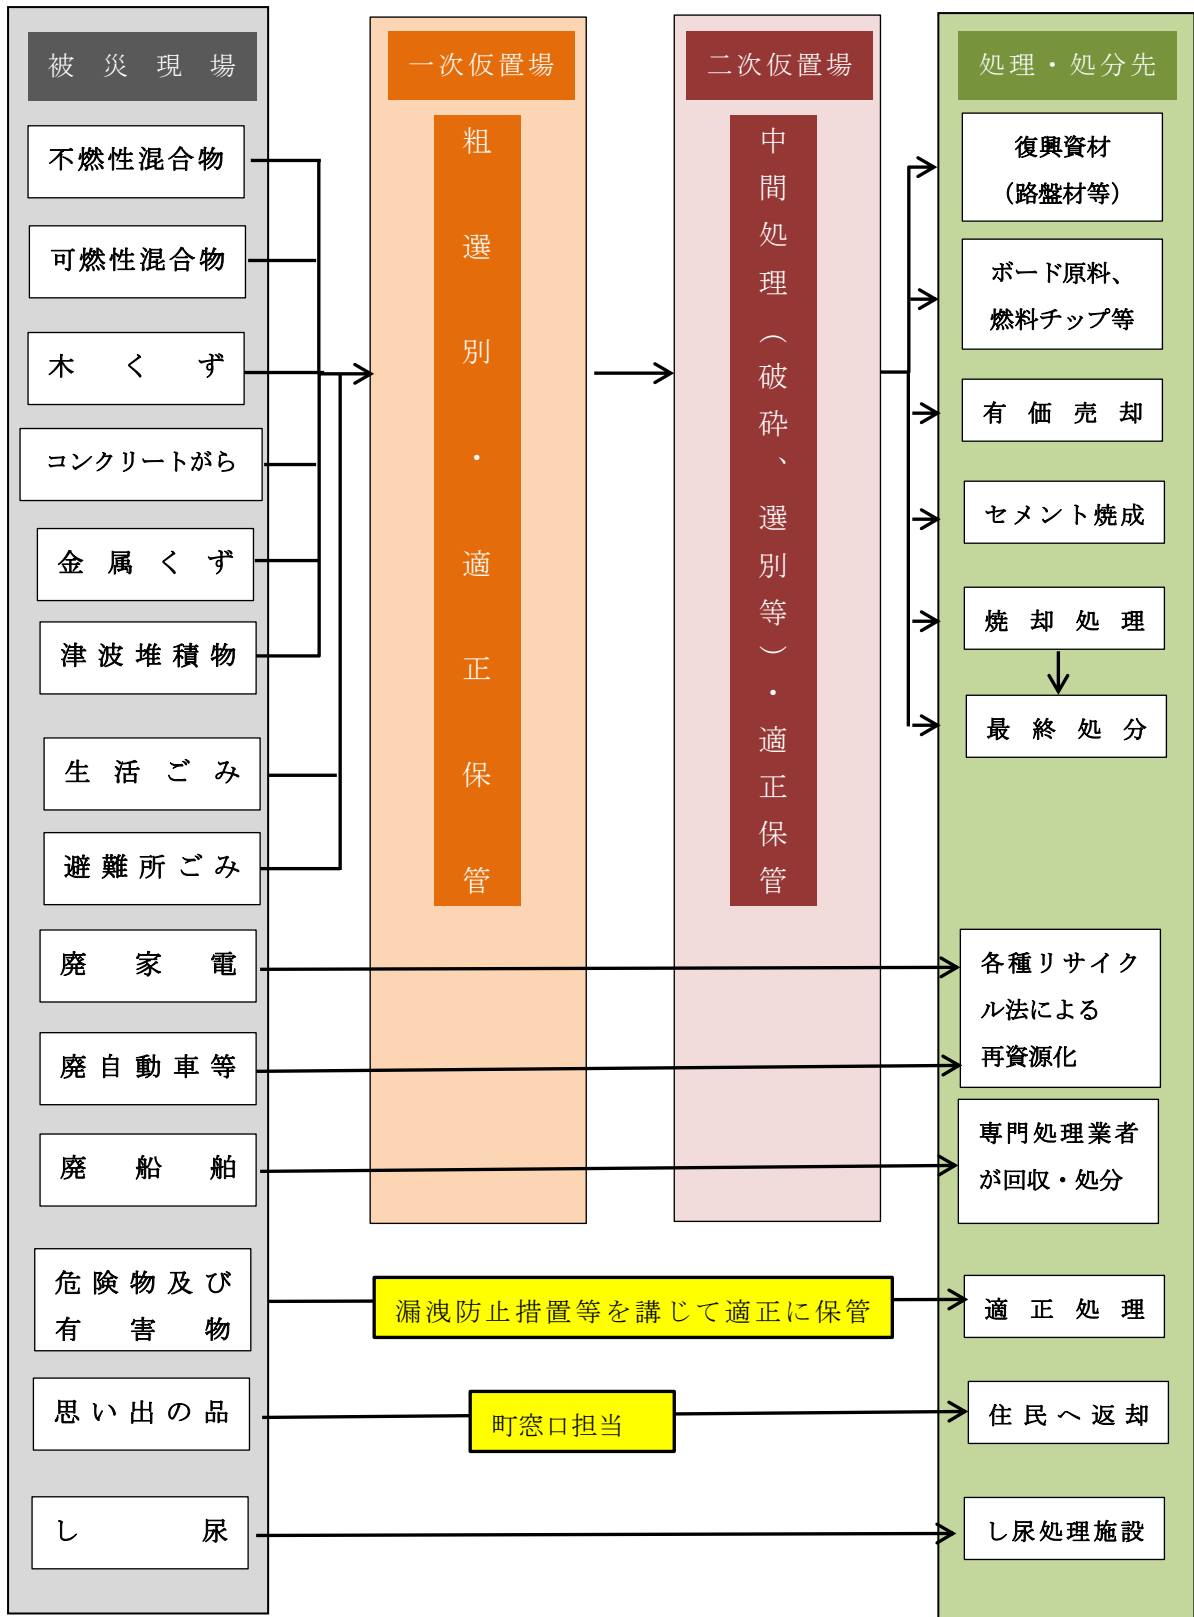 被災現場
不燃性混合物
可燃性混合物
木くず
コンクリートがら
金属くず
津波堆積物
生活ごみ
避難所ごみ
廃家電
廃自動車等
廃船舶
危険物及び
有害物
思い出の品
し尿
一次仮置場
粗選別・適正保管
二次仮置場
中間処理（破砕、選別等）・適正保管
漏洩防止措置等を講じて適正に保管
町窓口担当
処理・処分先
復興資材
（路盤材等）
ボード原料、
燃料チップ等
有価売却
セメント焼成
焼却処理
最終処分
各種リサイク
ル法による
再資源化
専門処理業者
が回収・処分
適正処理
住民へ返却
し尿処理施設